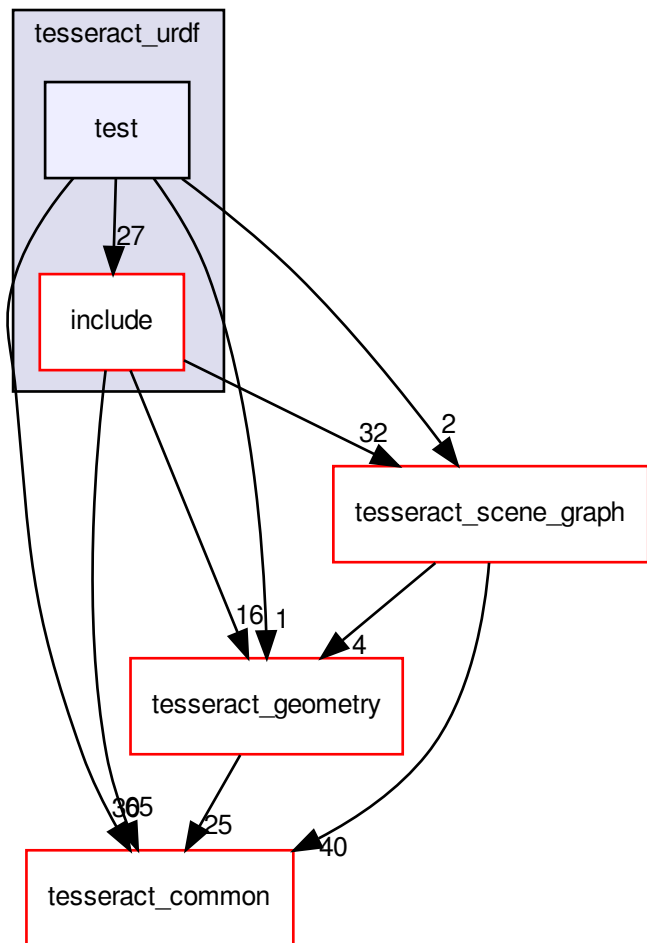 tesseract_urdf
test
27
include
32
2
tesseract_scene_graph
16
1
4
tesseract_geometry
25
40
tesseract_common